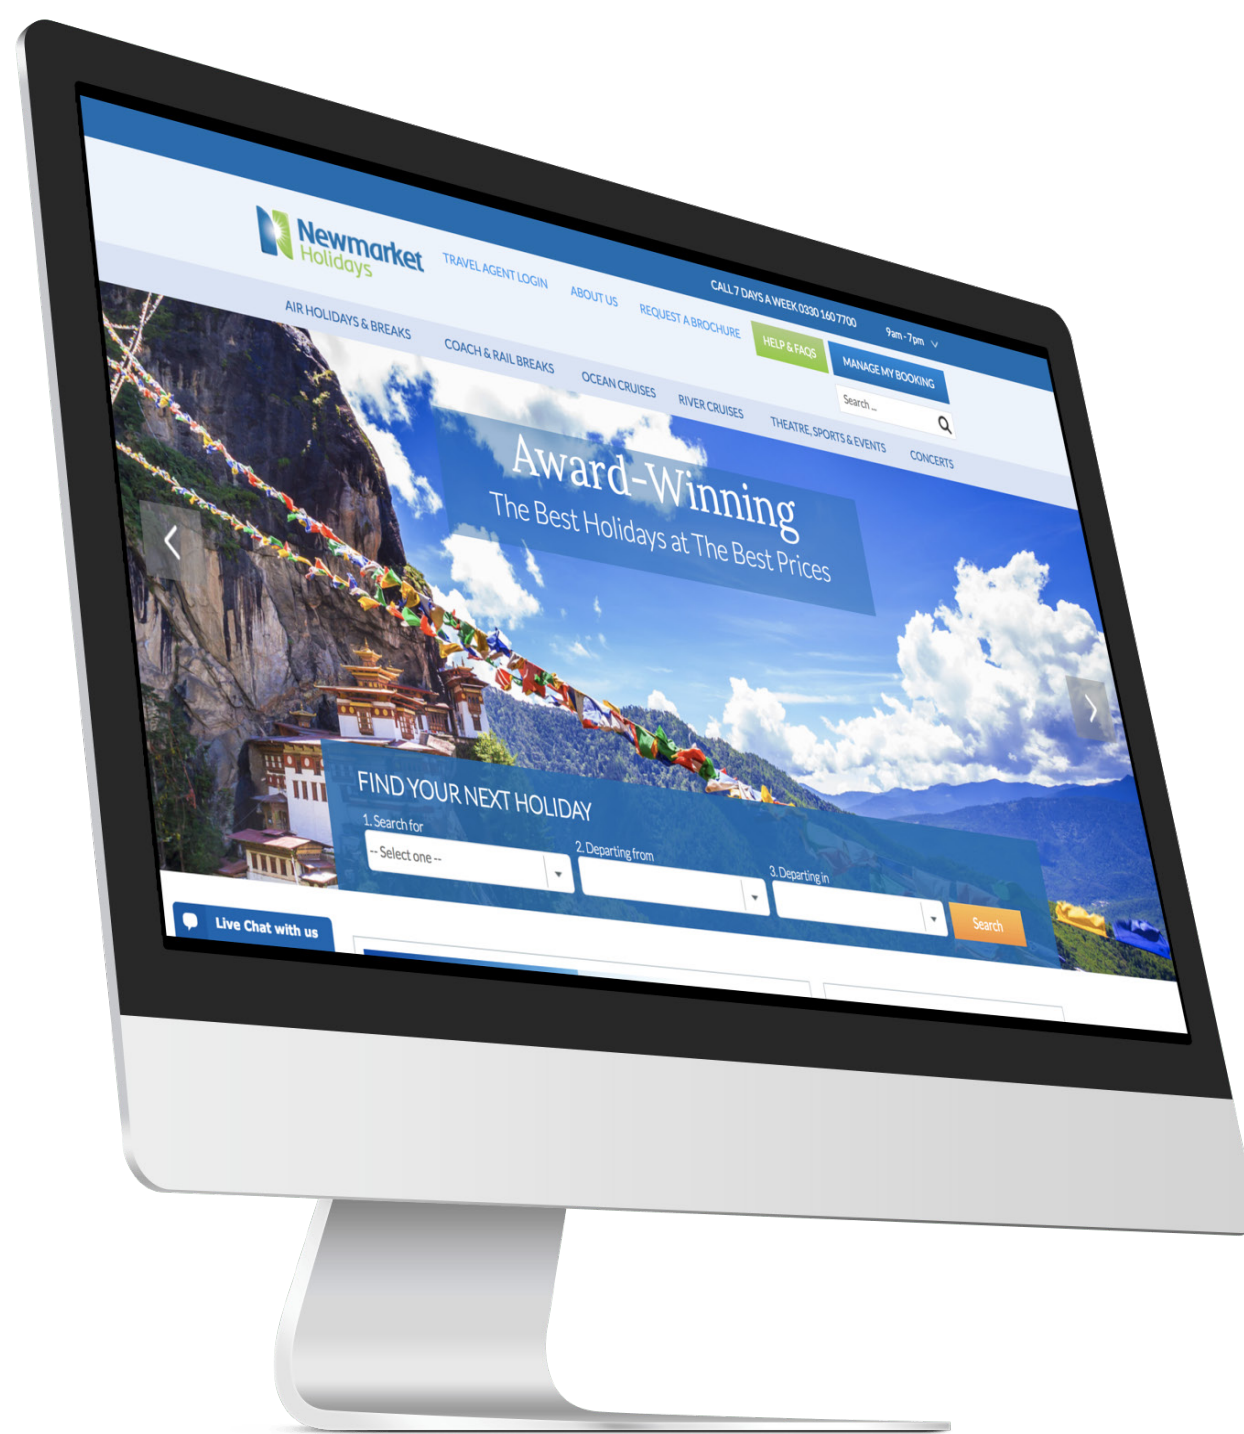 CALL 7 DAYS A WEEK 0330 160 7700 9am - 7pm
Newmarket
Holidays
TRAVEL AGENT LOGIN ABOUT US REQUEST A BROCHURE HELP & FAQS MANAGE MY BOOKING
Search ...
AIR HOLIDAYS & BREAKS COACH & RAIL BREAKS OCEAN CRUISES RIVER CRUISES THEATRE, SPORTS & EVENTS CONCERTS
Award-Winning
The Best Holidays at The Best Prices
FIND YOUR NEXT HOLIDAY
1. Search for 2. Departing from 3. Departing in
-- Select one -- Search
Live Chat with us